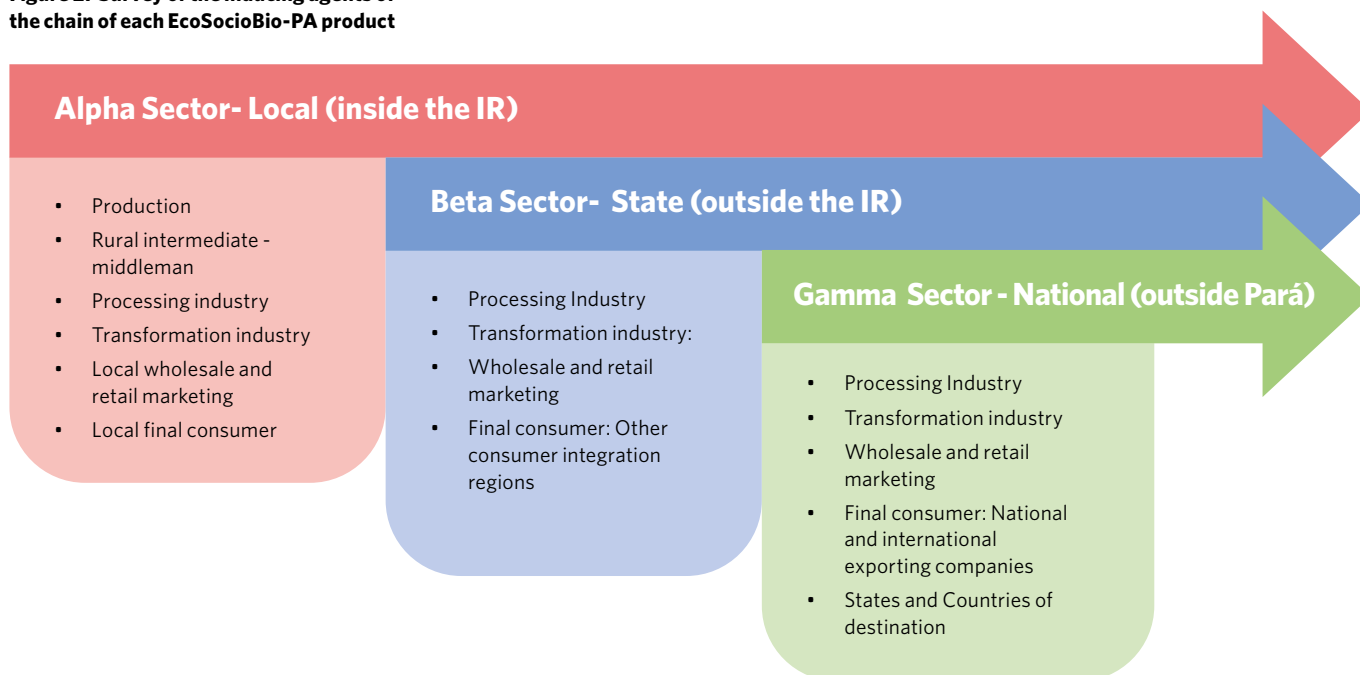 the chain of each EcoSocioBio-PA product
Alpha Sector- Local (inside the IR)
• Production
• Rural intermediate -
middleman
• Processing industry
• Transformation industry
• Local wholesale and
retail marketing
• Local final consumer
Beta Sector- State (outside the IR)
• Processing Industry
• Transformation industry:
• Wholesale and retail
marketing
• Final consumer: Other
consumer integration
regions
Gamma Sector - National (outside Pará)
• Processing Industry
• Transformation industry
• Wholesale and retail
marketing
• Final consumer: National
and international
exporting companies
• States and Countries of
destination